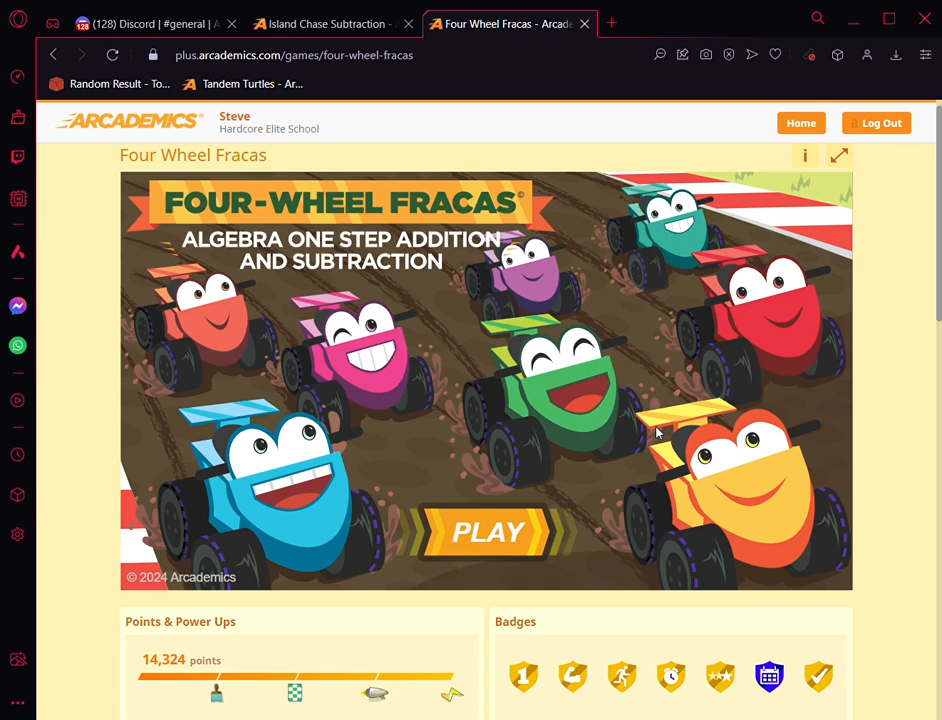 (128) Discord | #general | A
Island Chase Subtraction -
Four Wheel Fracas - Arcade
plus.arcademics.com/games/four-wheel-fracas
Random Result - To...
Tandem Turtles - Ar...
ARCADEMICS
Steve
Hardcore Elite School
Home
Log Out
Four Wheel Fracas
i
FOUR-WHEEL FRACAS©
ALGEBRA ONE STEP ADDITION
AND SUBTRACTION
PLAY
© 2024 Arcademics
Points & Power Ups
Badges
14,324 points
1